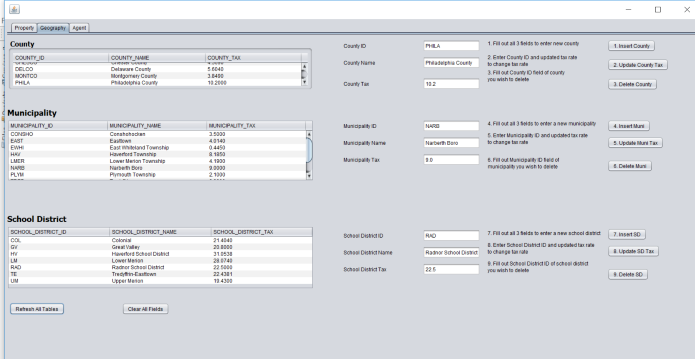 Property Geography Agent
County
COUNTY_ID COUNTY_NAME COUNTY_TAX
DELCO Delaware County 5.6040
MONTCO Montgomery County 3.8490
PHILA Philadelphia County 10.2000
County ID PHILA 1. Fill out all 3 fields to enter new county 1. Insert County
County Name Philadelphia County 2. Enter County ID and updated tax rate to change tax rate 2. Update County Tax
County Tax 10.2 3. Fill out County ID field of county you wish to delete 3. Delete County
Municipality
MUNICIPALITY_ID MUNICIPALITY_NAME MUNICIPALITY_TAX
CONSHO Conshohocken 3.5000
EAST Easttown 4.0140
EWHI East Whiteland Township 0.4450
HAV Haverford Township 8.1650
LMER Lower Merion Township 4.1900
NARB Narberth Boro 9.0000
PLYM Plymouth Township 2.1000
Municipality ID NARB 4. Fill out all 3 fields to enter a new municipality 4. Insert Muni
Municipality Name Narberth Boro 5. Enter Municipality ID and updated tax rate to change tax rate 5. Update Muni Tax
Municipality Tax 9.0 6. Fill out Municipality ID field of municipality you wish to delete 6. Delete Muni
School District
SCHOOL_DISTRICT_ID SCHOOL_DISTRICT_NAME SCHOOL_DISTRICT_TAX
COL Colonial 21.4040
GV Great Valley 20.8000
HV Haverford School District 31.0538
LM Lower Merion 28.0740
RAD Radnor School District 22.5000
TE Tredyffrin-Easttown 22.4381
UM Upper Merion 19.4300
School District ID RAD 7. Fill out all 3 fields to enter a new school district 7. Insert SD
School District Name Radnor School District 8. Enter School District ID and updated tax rate to change tax rate 8. Update SD Tax
School District Tax 22.5 9. Fill out School District ID of school district you wish to delete 9. Delete SD
Refresh All Tables Clear All Fields